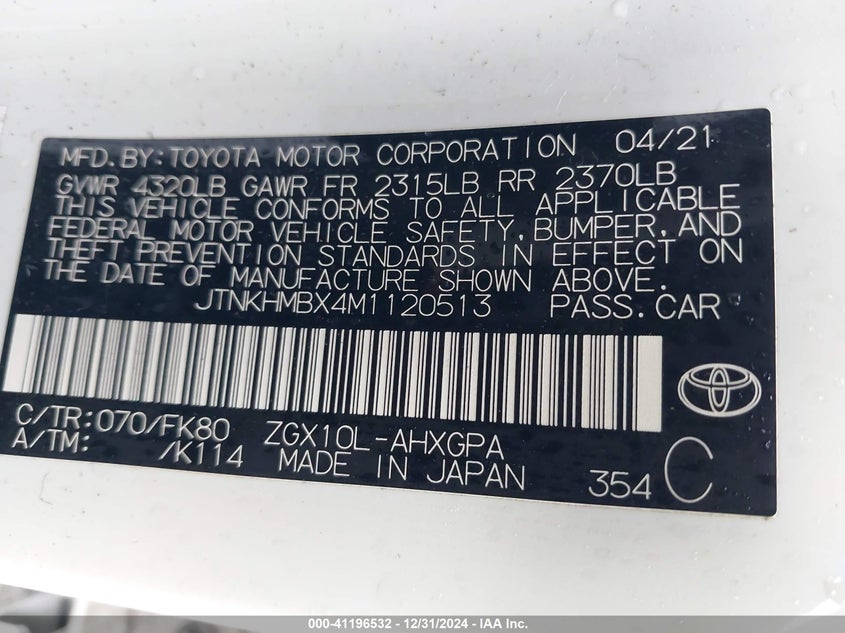 MFD.BY:TOYOTA MOTOR CORPORATION 04/21
GVWR 4320LB GAWR FR 2315LB RR 2370LB
THIS VEHICLE CONFORMS TO ALL APPLICABLE
FEDERAL MOTOR VEHICLE SAFETY,BUMPER,AND
THEFT PREVENTION STANDARDS IN EFFECT ON
THE DATE OF MANUFACTURE SHOWN ABOVE.
JTNKHMBX4M1120513 PASS.CAR
C/TR:070/FK80 ZGX10L-AHXGPA
A/TM: /K114 MADE IN JAPAN 354 C
000-41196532 - 12/31/2024 - IAA Inc.